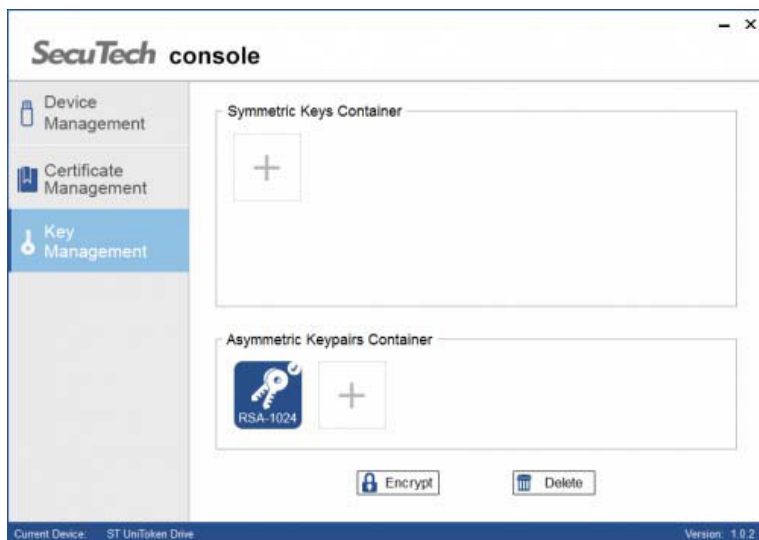 SecuTech console
Device
Management
Certificate
Management
Key
Management
Symmetric Keys Container
Asymmetric Keypairs Container
RSA-1024
Encrypt
Delete
Current Device: ST UniToken Drive
Version: 1.0.2